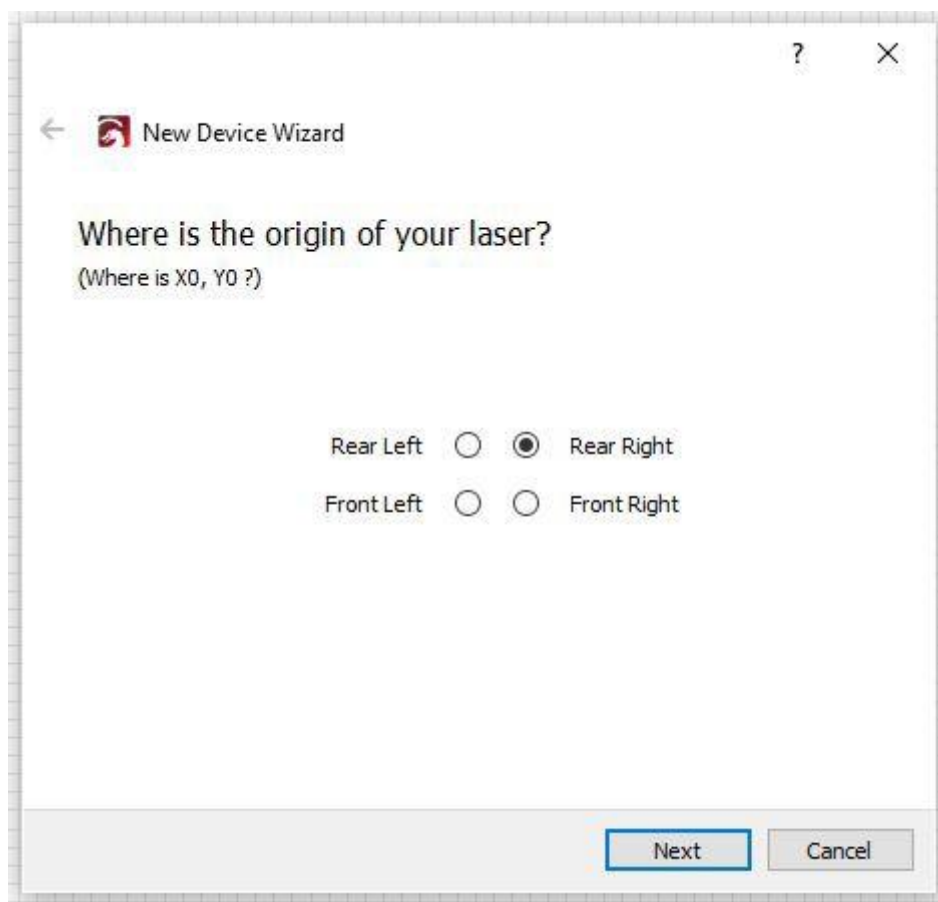 ?
New Device Wizard
Where is the origin of your laser?
(Where is X0, Y0 ?)
Rear Left Rear Right
Front Left Front Right
Next Cancel